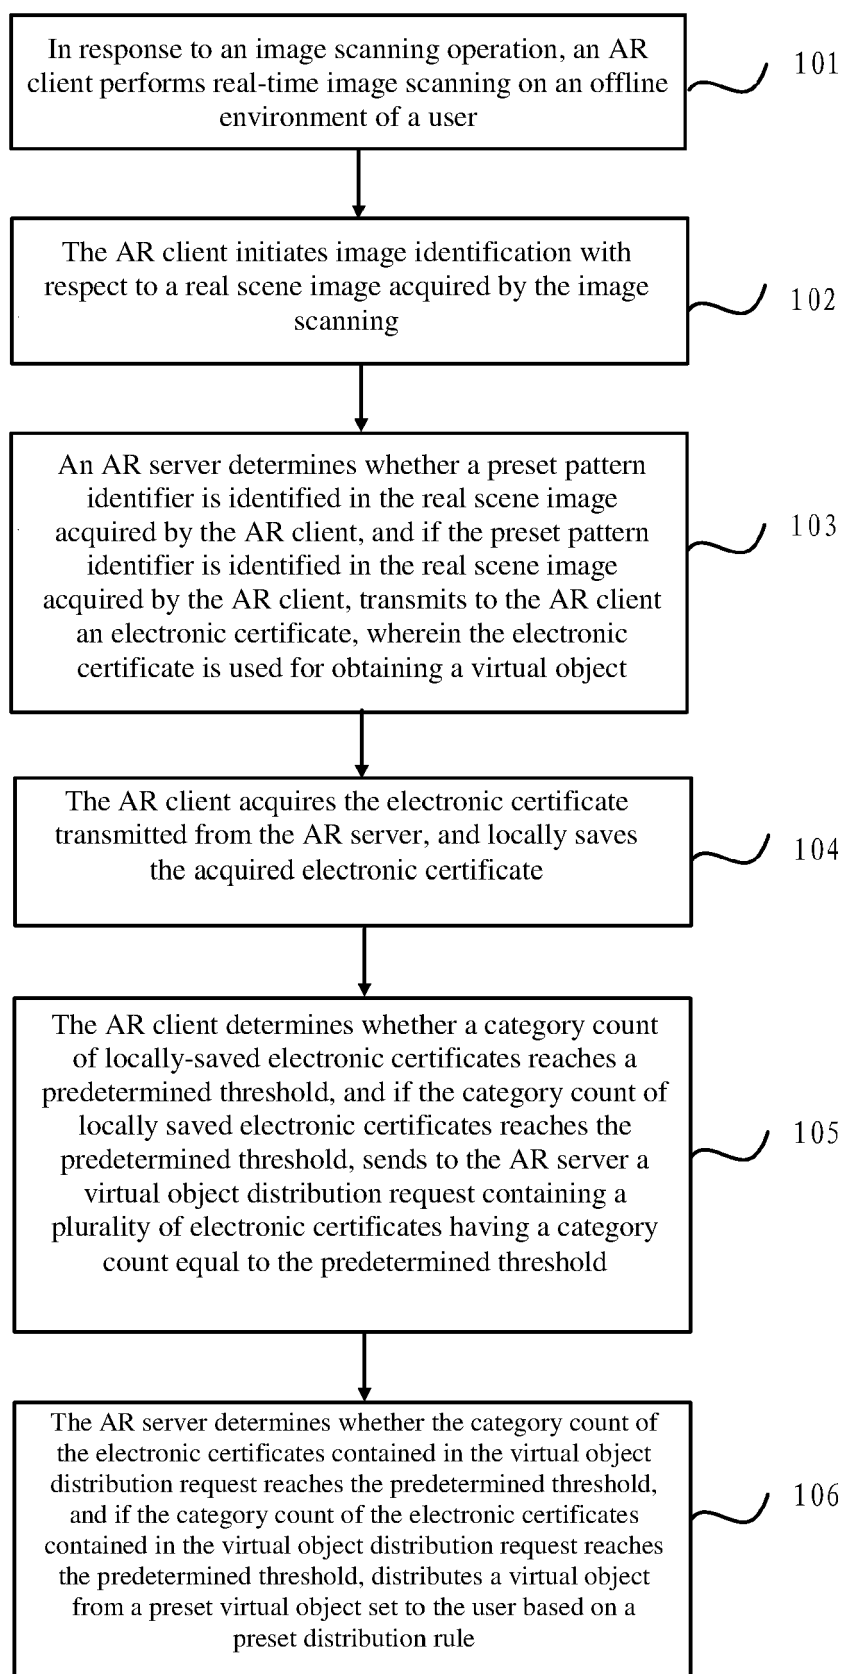 In response to an image scanning operation, an AR
client performs real-time image scanning on an offline
environment of a user
101
The AR client initiates image identification with
respect to a real scene image acquired by the image
scanning
102
An AR server determines whether a preset pattern
identifier is identified in the real scene image
acquired by the AR client, and if the preset pattern
identifier is identified in the real scene image
acquired by the AR client, transmits to the AR client
an electronic certificate, wherein the electronic
certificate is used for obtaining a virtual object
103
The AR client acquires the electronic certificate
transmitted from the AR server, and locally saves
the acquired electronic certificate
104
The AR client determines whether a category count
of locally-saved electronic certificates reaches a
predetermined threshold, and if the category count of
locally saved electronic certificates reaches the
predetermined threshold, sends to the AR server a
virtual object distribution request containing a
plurality of electronic certificates having a category
count equal to the predetermined threshold
105
The AR server determines whether the category count of
the electronic certificates contained in the virtual object
distribution request reaches the predetermined threshold,
and if the category count of the electronic certificates
contained in the virtual object distribution request reaches
the predetermined threshold, distributes a virtual object
from a preset virtual object set to the user based on a
preset distribution rule
106